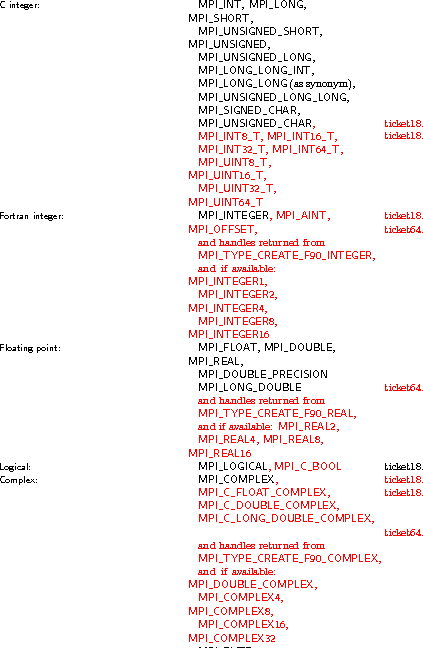 C integer: MPI_INT, MPI_LONG,
MPI_SHORT,
MPI_UNSIGNED_SHORT,
MPI_UNSIGNED,
MPI_UNSIGNED_LONG,
MPI_LONG_LONG_INT,
MPI_LONG_LONG (as synonym),
MPI_UNSIGNED_LONG_LONG,
MPI_SIGNED_CHAR,
MPI_UNSIGNED_CHAR, ticket18.
MPI_INT8_T, MPI_INT16_T, ticket18.
MPI_INT32_T, MPI_INT64_T,
MPI_UINT8_T,
MPI_UINT16_T,
MPI_UINT32_T,
MPI_UINT64_T
Fortran integer: MPI_INTEGER, MPI_AINT, ticket18.
MPI_OFFSET, ticket64.
and handles returned from
MPI_TYPE_CREATE_F90_INTEGER,
and if available:
MPI_INTEGER1,
MPI_INTEGER2,
MPI_INTEGER4,
MPI_INTEGER8,
MPI_INTEGER16
Floating point: MPI_FLOAT, MPI_DOUBLE,
MPI_REAL,
MPI_DOUBLE_PRECISION
MPI_LONG_DOUBLE ticket64.
and handles returned from
MPI_TYPE_CREATE_F90_REAL,
and if available: MPI_REAL2,
MPI_REAL4, MPI_REAL8,
MPI_REAL16
Logical: MPI_LOGICAL, MPI_C_BOOL ticket18.
Complex: MPI_COMPLEX, ticket18.
MPI_C_FLOAT_COMPLEX, ticket18.
MPI_C_DOUBLE_COMPLEX,
MPI_C_LONG_DOUBLE_COMPLEX,
ticket64.
and handles returned from
MPI_TYPE_CREATE_F90_COMPLEX,
and if available:
MPI_DOUBLE_COMPLEX,
MPI_COMPLEX4,
MPI_COMPLEX8,
MPI_COMPLEX16,
MPI_COMPLEX32